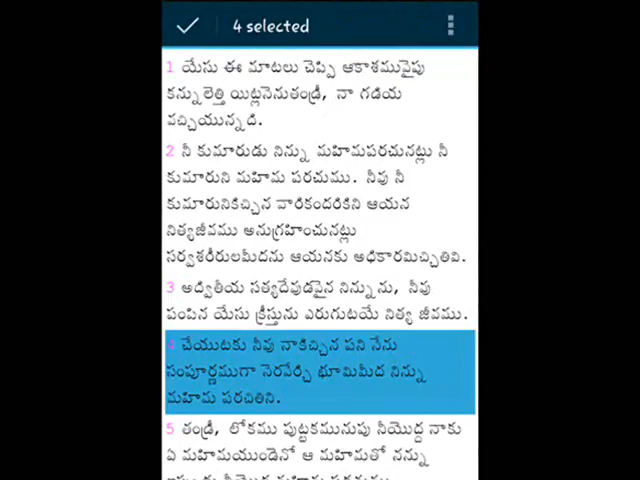 4 selected
1 యేసు ఈ మాటలు చెప్పి ఆకాశమువైపు
కన్ను లెత్తి యిట్లనెనుతండ్రీ, నా గడియ
వచ్చియున్న ది.
2 నీ కుమారుడు నిన్ను మహిమపరచునట్లు నీ
కుమారుని మహిమ పరచుము. నీవు నీ
కుమారునికిచ్చిన వారికందరికిని ఆయన
నిత్యజీవము అనుగ్రహించునట్లు
సర్వశరీరులమీదను ఆయనకు అధికారమిచ్చితివి.
3 అద్వితీయ సత్యదేవుడవైన నిన్ను ను, నీవు
పంపిన యేసు క్రీస్తును ఎరుగుటయే నిత్య జీవము.
4 చేయుటకు నీవు నాకిచ్చిన పని నేను
సంపూర్ణముగా నెరవేర్చి భూమిమీద నిన్ను
మహిమ పరచితిని.
5 తండ్రీ, లోకము పుట్టకమునుపు నీయొద్ద నాకు
ఏ మహిమయుండెనో ఆ మహిమతో నన్ను